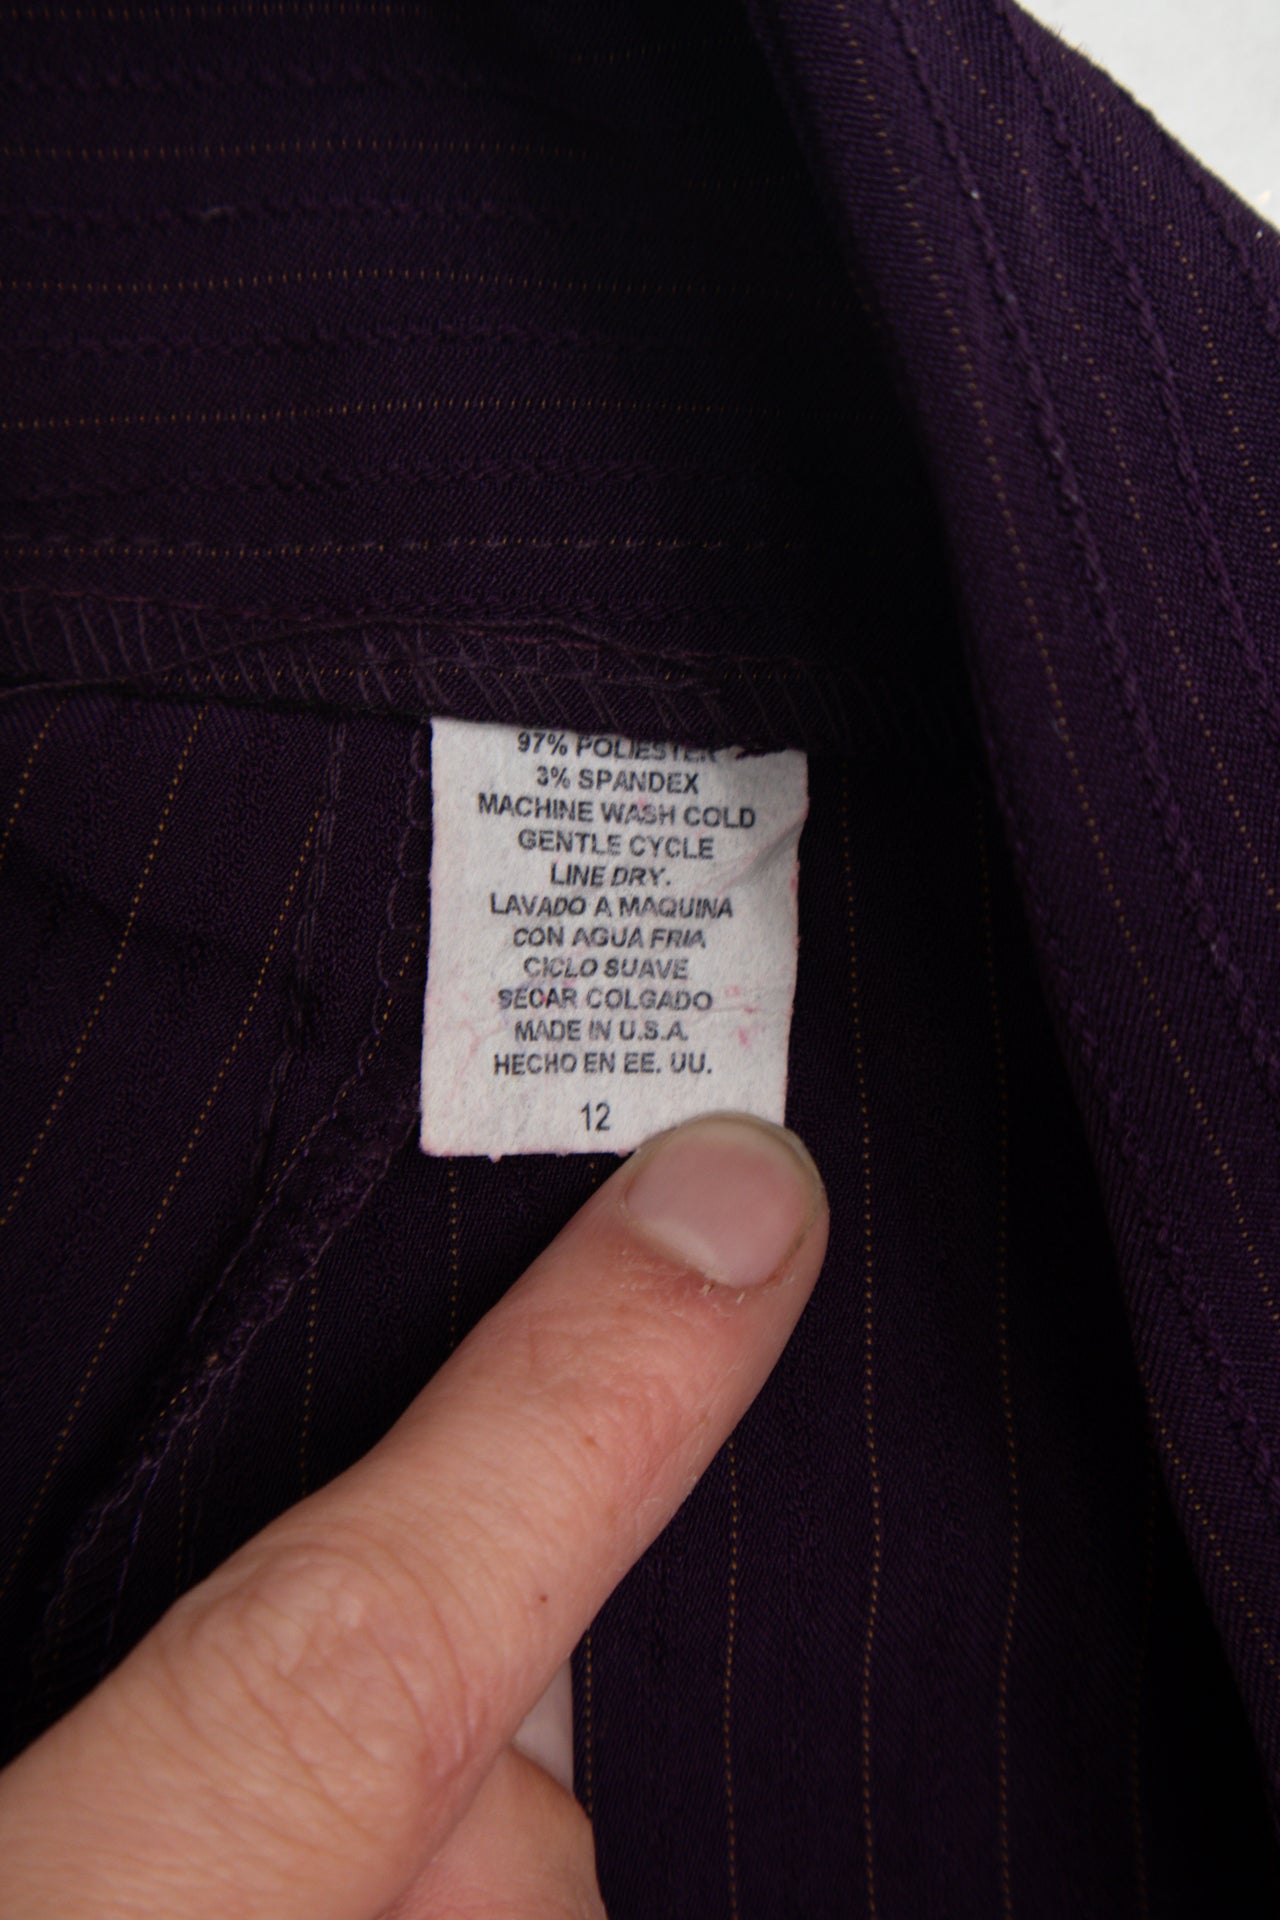 97% POLIESTER
3% SPANDEX
MACHINE WASH COLD
GENTLE CYCLE
LINE DRY.
LAVADO A MAQUINA
CON AGUA FRIA
CICLO SUAVE
SECAR COLGADO
MADE IN U.S.A.
HECHO EN EE. UU.
12